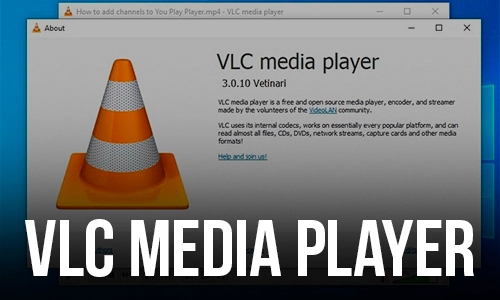 How to add channels to You Play Player.mp4 - VLC media player
About
VLC media player
3.0.10 Vetinari
VLC media player is a free and open source media player, encoder, and streamer
made by the volunteers of the VideoLAN community.
VLC uses its internal codecs, works on essentially every popular platform, and can
read almost all files, CDs, DVDs, network streams, capture cards and other media
formats!
Help and join us!
VLC MEDIA PLAYER